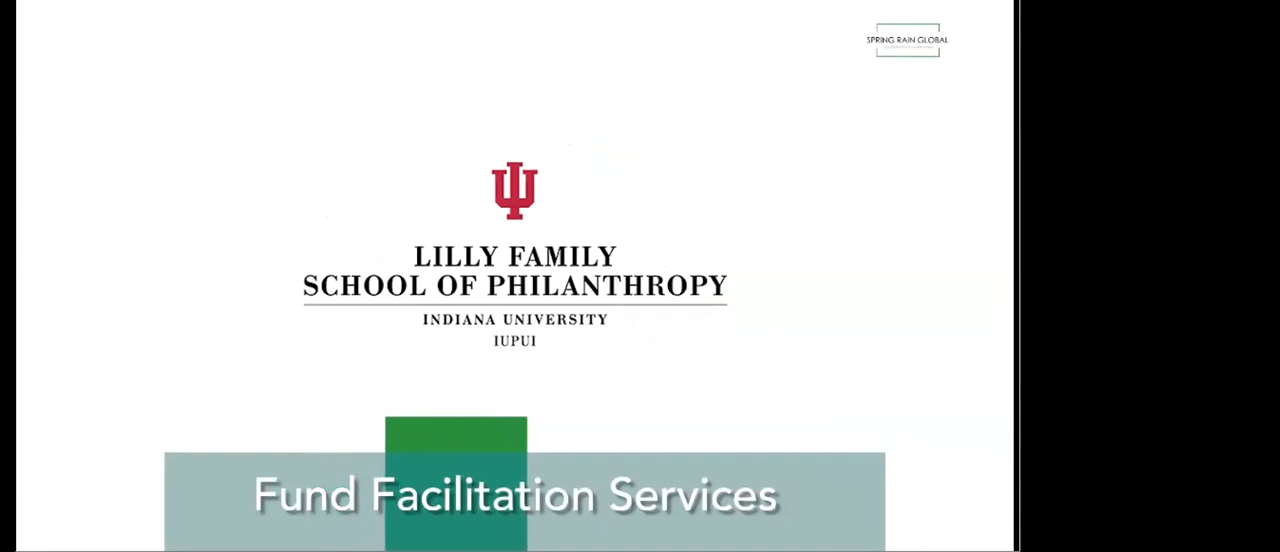 SPRING RAIN GLOBAL
LILLY FAMILY
SCHOOL OF PHILANTHROPY
INDIANA UNIVERSITY
IUPUI
Fund Facilitation Services